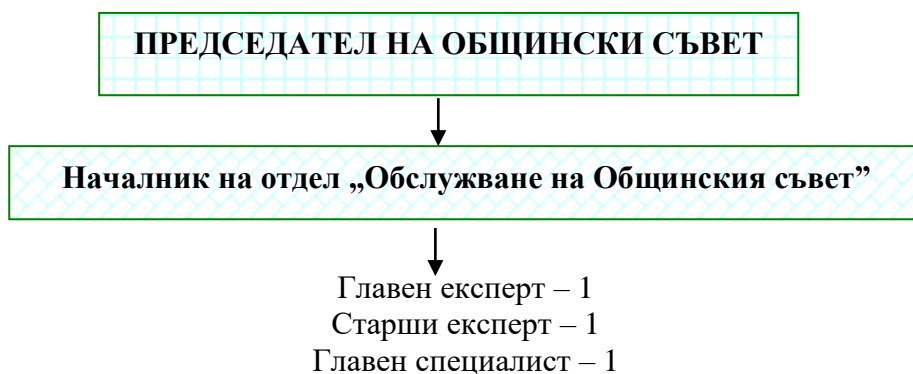 ПРЕДСЕДАТЕЛ НА ОБЩИНСКИ СЪВЕТ
Началник на отдел „Обслужване на Общинския съвет”
Главен експерт – 1
Старши експерт – 1
Главен специалист – 1